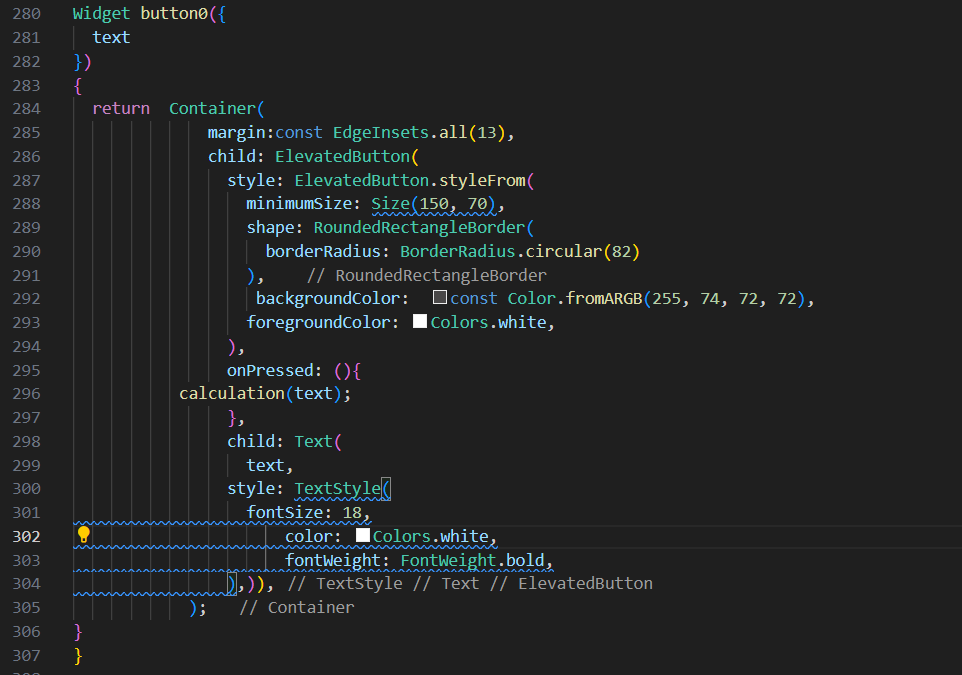 280 Widget button0({
281 text
282 })
283 {
284 return Container(
285 margin:const EdgeInsets.all(13),
286 child: ElevatedButton(
287 style: ElevatedButton.styleFrom(
288 minimumSize: Size(150, 70),
289 shape: RoundedRectangleBorder(
290 borderRadius: BorderRadius.circular(82)
291 ), // RoundedRectangleBorder
292 backgroundColor: const Color.fromARGB(255, 74, 72, 72),
293 foregroundColor: Colors.white,
294 ),
295 onPressed: (){
296 calculation(text);
297 },
298 child: Text(
299 text,
300 style: TextStyle(
301 fontSize: 18,
302 color: Colors.white,
303 fontWeight: FontWeight.bold,
304 ),)), // TextStyle // Text // ElevatedButton
305 ); // Container
306 }
307 }